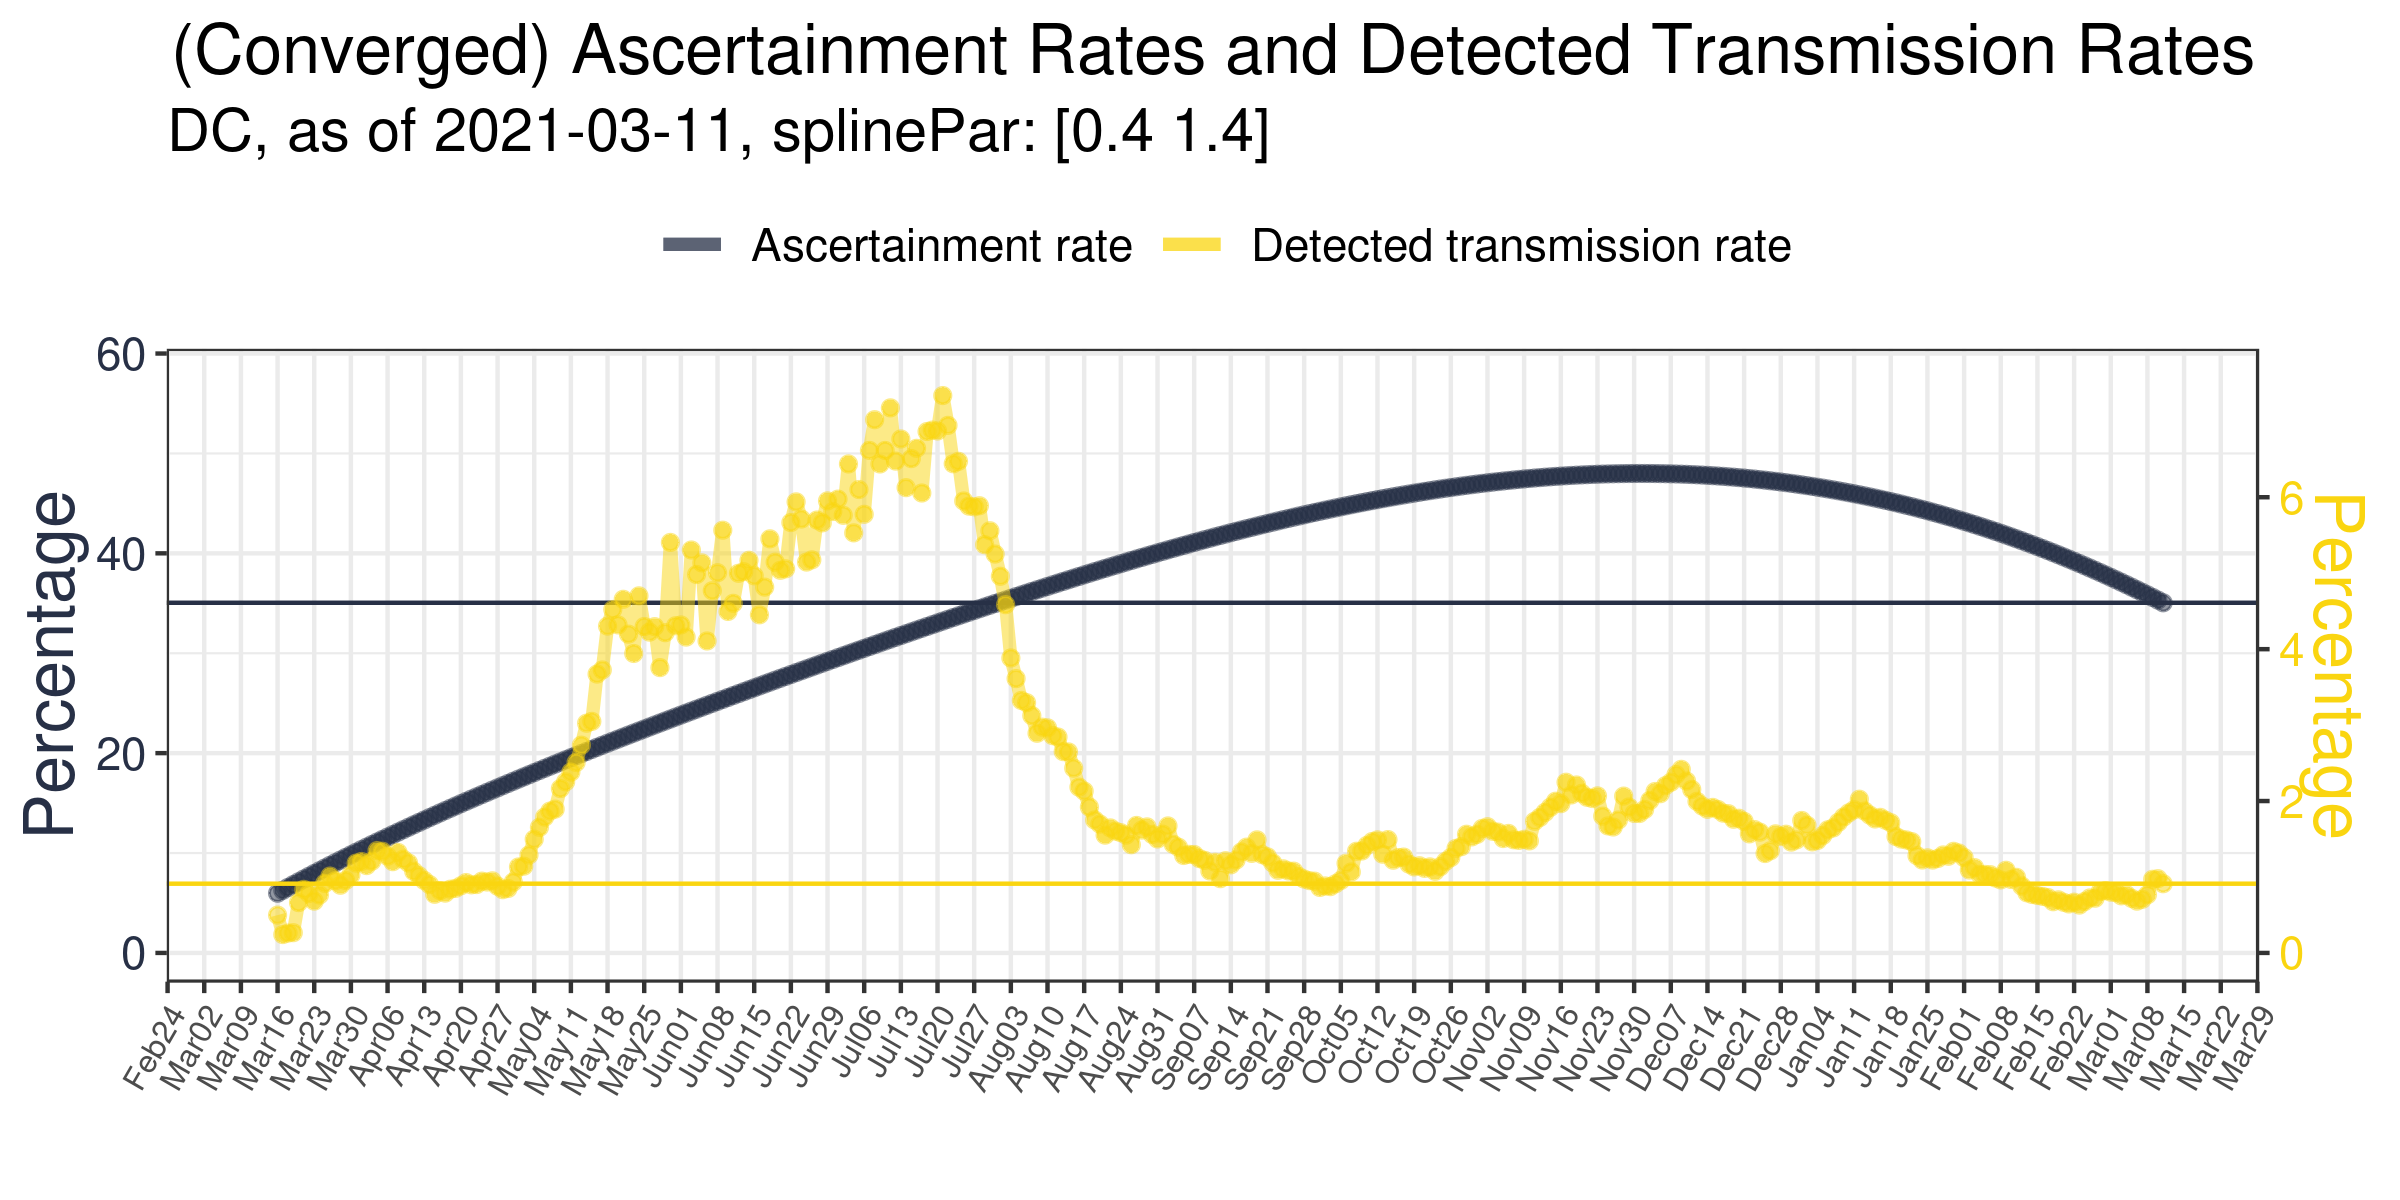 (Converged) Ascertainment Rates and Detected Transmission Rates
DC, as of 2021-03-11, splinePar: [0.4 1.4]
Ascertainment rate
Detected transmission rate
Percentage
60
40
20
0
6
4
2
0
Percentage
Feb24
Mar02
Mar09
Mar16
Mar23
Mar30
Apr06
Apr13
Apr20
Apr27
May04
May11
May18
May25
Jun01
Jun08
Jun15
Jun22
Jun29
Jul06
Jul13
Jul20
Jul27
Aug03
Aug10
Aug17
Aug24
Aug31
Sep07
Sep14
Sep21
Sep28
Oct05
Oct12
Oct19
Oct26
Nov02
Nov09
Nov16
Nov23
Nov30
Dec07
Dec14
Dec21
Dec28
Jan04
Jan11
Jan18
Jan25
Feb01
Feb08
Feb15
Feb22
Mar01
Mar08
Mar15
Mar22
Mar29